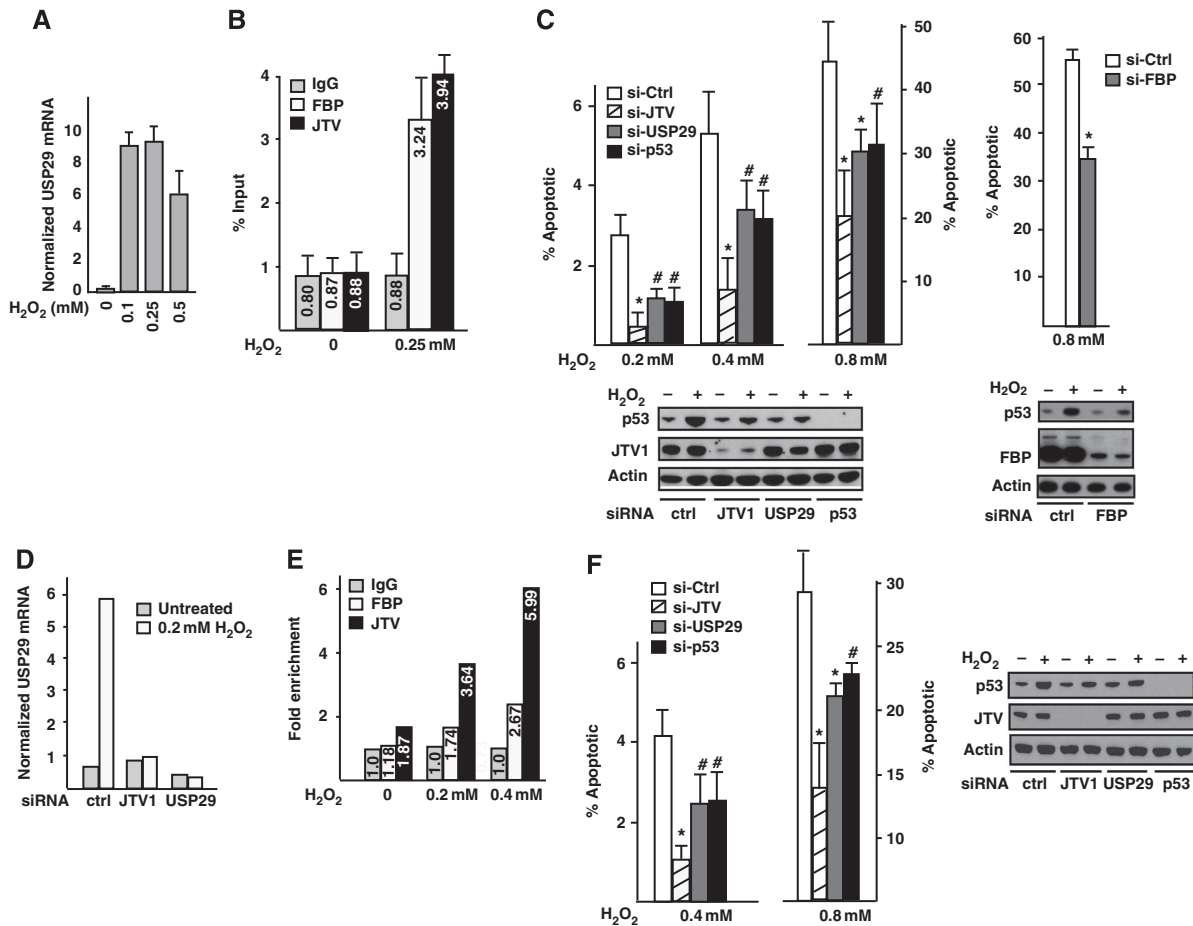 A
Normalized USP29 mRNA
10
8
6
4
2
0
H₂O₂ (mM)
0
0.1
0.25
0.5
B
IgG
FBP
JTV
% Input
4
3
2
1
0.80
0.87
0.88
0.88
3.24
3.94
H₂O₂
0
0.25 mM
C
si-Ctrl
si-JTV
si-USP29
si-p53
% Apoptotic
6
4
2
* # #
* # #
* * #
50
40
30
20
10
% Apoptotic
H₂O₂
0.2 mM
0.4 mM
0.8 mM
% Apoptotic
60
50
40
30
20
10
si-Ctrl
si-FBP
*
0.8 mM
H₂O₂ – + – + – + – +
p53
JTV1
Actin
siRNA ctrl JTV1 USP29 p53
H₂O₂ – + – +
p53
FBP
Actin
siRNA ctrl FBP
D
Normalized USP29 mRNA
6
5
4
3
2
1
Untreated
0.2 mM H₂O₂
siRNA ctrl JTV1 USP29
E
IgG
FBP
JTV
Fold enrichment
6
4
2
1.0
1.18
1.87
1.0
1.74
3.64
1.0
2.67
5.99
H₂O₂
0
0.2 mM
0.4 mM
F
si-Ctrl
si-JTV
si-USP29
si-p53
% Apoptotic
6
4
2
* # #
* * #
30
25
20
15
10
% Apoptotic
H₂O₂
0.4 mM
0.8 mM
H₂O₂ – + – + – + – +
p53
JTV
Actin
siRNA ctrl JTV1 USP29 p53